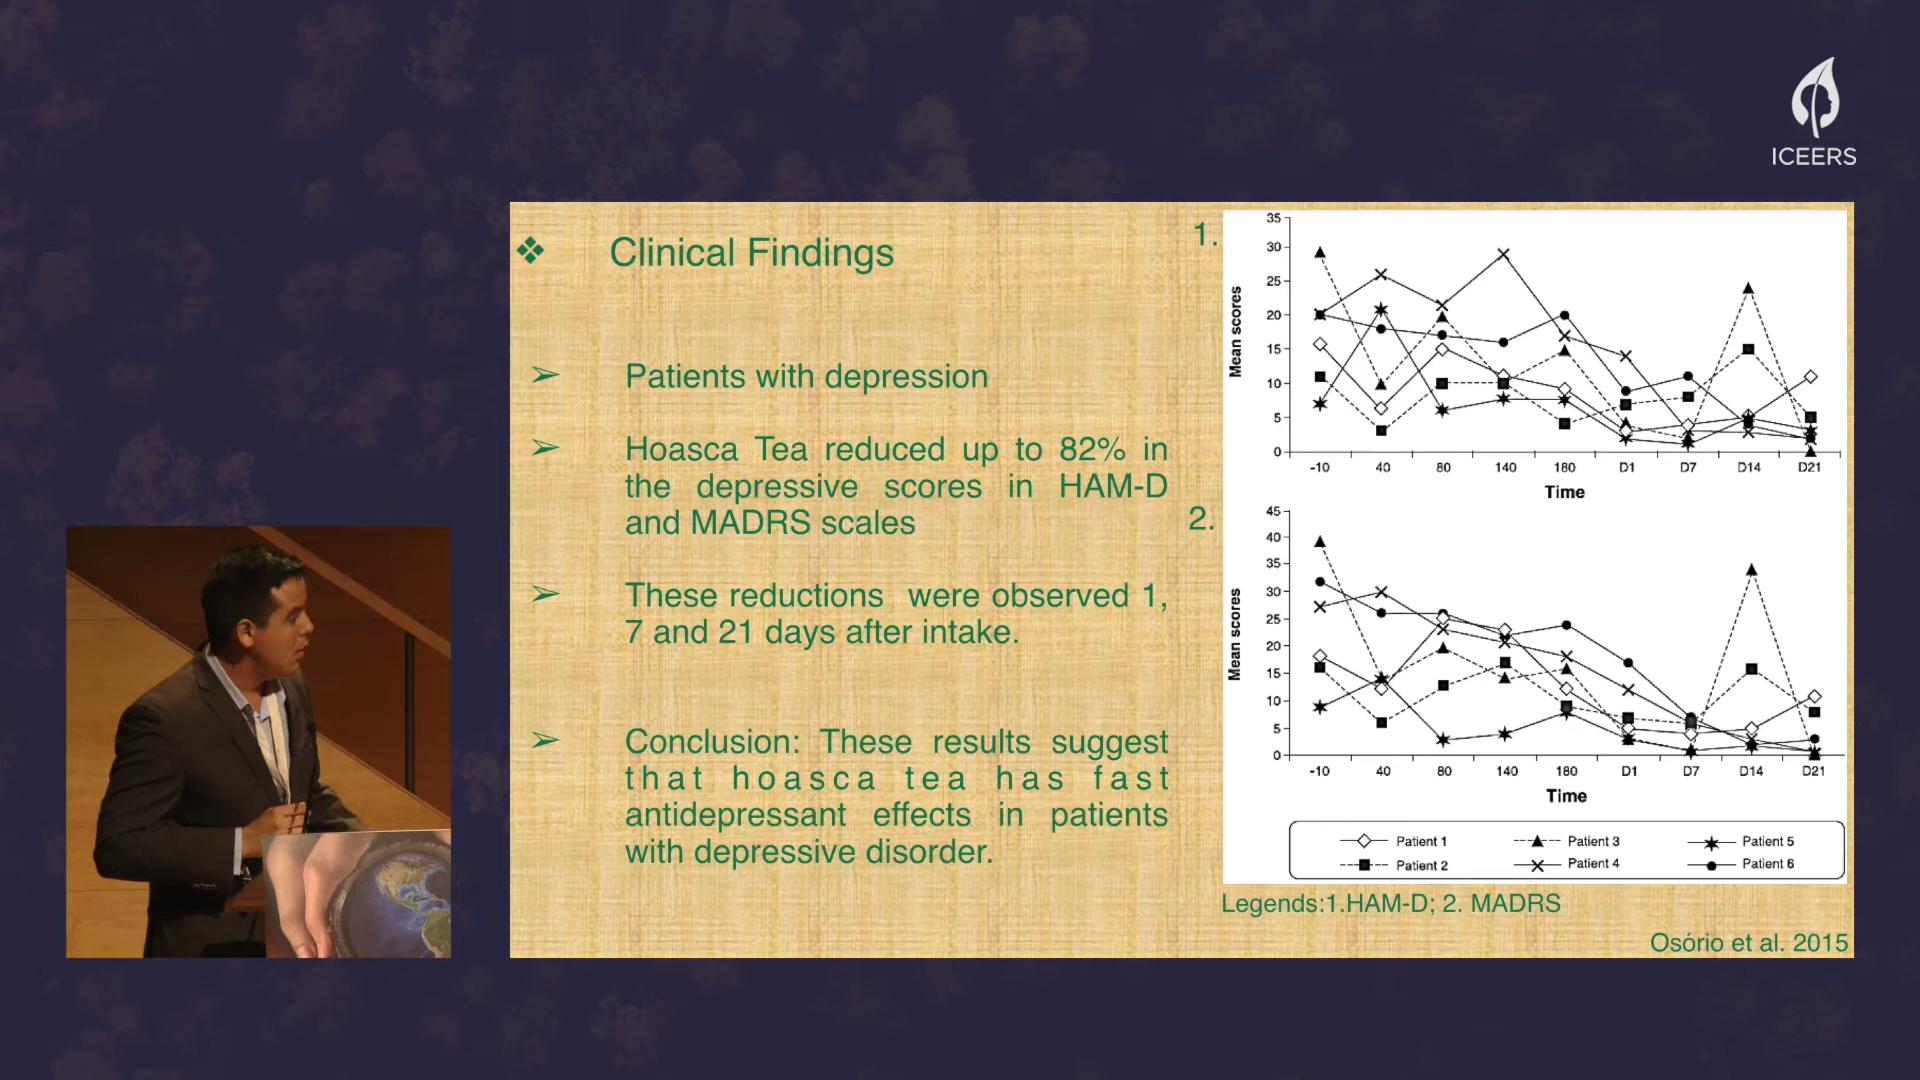 ICEERS
❖ Clinical Findings
➢ Patients with depression
➢ Hoasca Tea reduced up to 82% in
the depressive scores in HAM-D
and MADRS scales
➢ These reductions were observed 1,
7 and 21 days after intake.
➢ Conclusion: These results suggest
that hoasca tea has fast
antidepressant effects in patients
with depressive disorder.
1.
Mean scores
35
30
25
20
15
10
5
0
-10 40 80 140 180 D1 D7 D14 D21
Time
2.
Mean scores
45
40
35
30
25
20
15
10
5
0
-10 40 80 140 180 D1 D7 D14 D21
Time
Patient 1 Patient 3 Patient 5
Patient 2 Patient 4 Patient 6
Legends:1.HAM-D; 2. MADRS
Osório et al. 2015